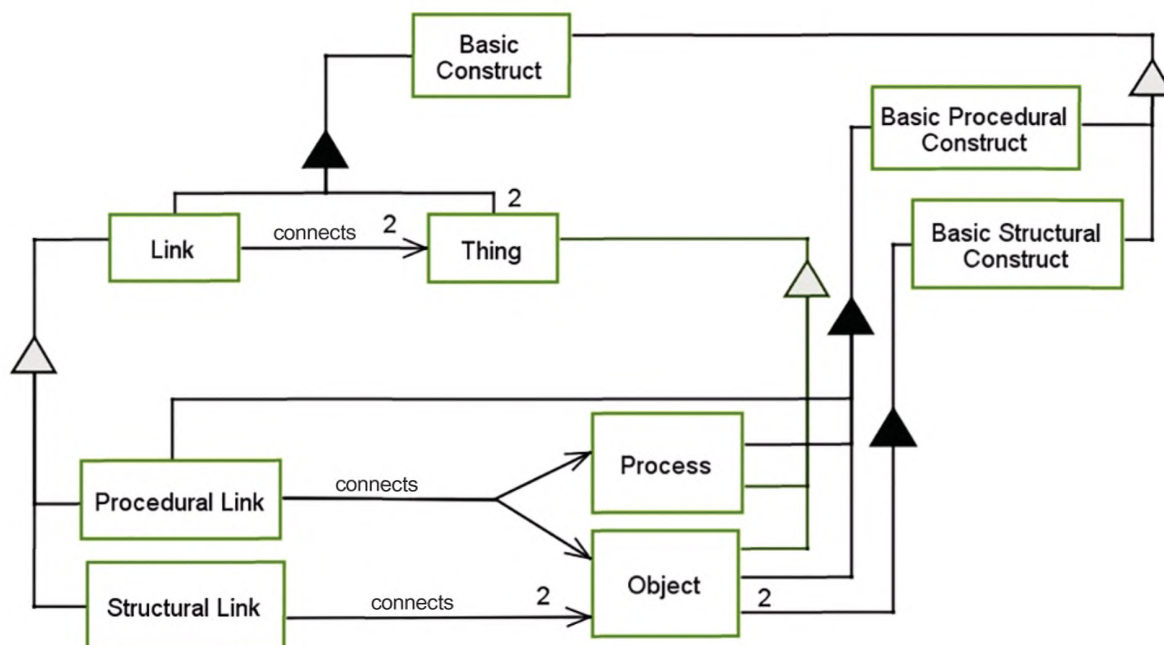 Basic
Construct
Basic Procedural
Construct
2
Link
connects
2
Thing
Basic Structural
Construct
Process
Procedural Link
connects
Object
Structural Link
connects
2
2